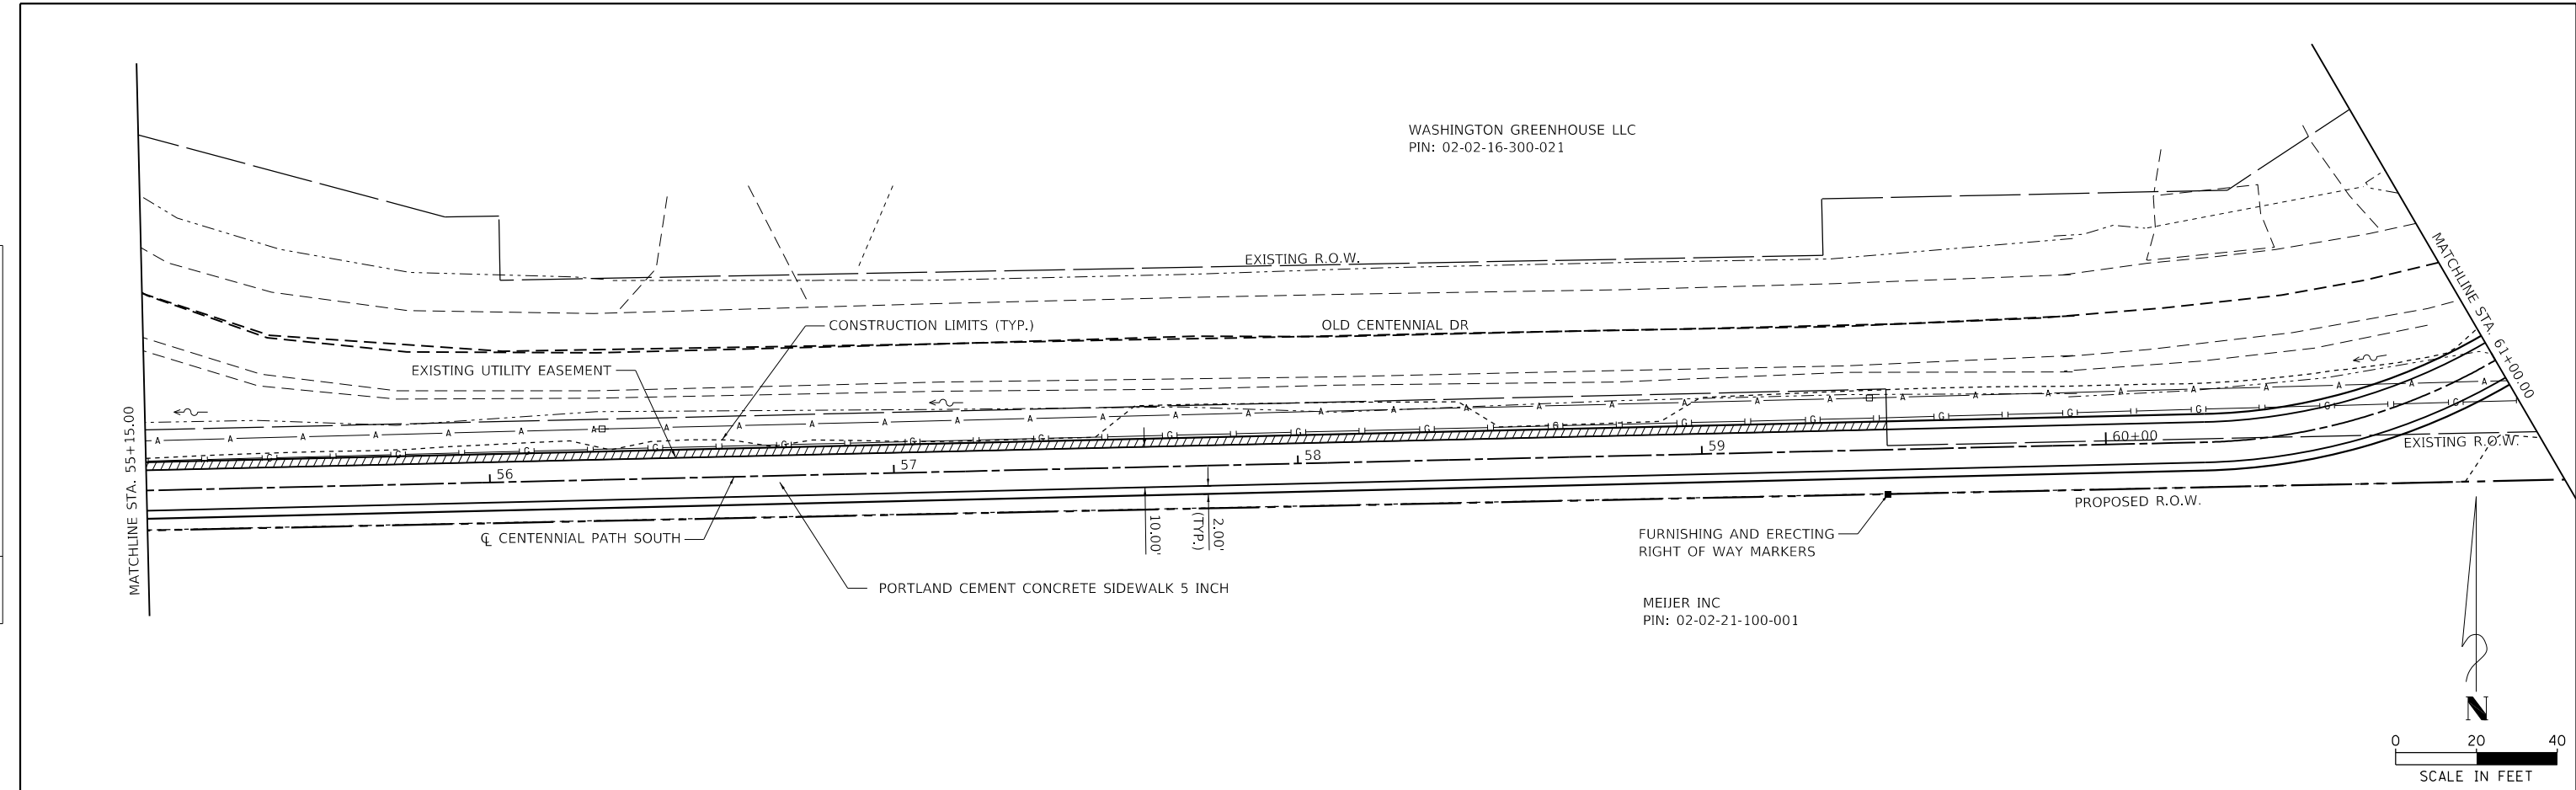 WASHINGTON GREENHOUSE LLC
PIN: 02-02-16-300-021
EXISTING R.O.W.
MATCHLINE STA. 61+00.00
CONSTRUCTION LIMITS (TYP.)
OLD CENTENNIAL DR
EXISTING UTILITY EASEMENT
MATCHLINE STA. 55+15.00
A A A A A A A A A A A A A A A A A A A A A A A A A A A A A A A A A
G G G G G G G G G G G G G G G G G G
56
57
58
59
60+00
EXISTING R.O.W.
PROPOSED R.O.W.
℄ CENTENNIAL PATH SOUTH
10.00'
2.00'
(TYP.)
FURNISHING AND ERECTING
RIGHT OF WAY MARKERS
PORTLAND CEMENT CONCRETE SIDEWALK 5 INCH
MEIJER INC
PIN: 02-02-21-100-001
N
0 20 40
SCALE IN FEET